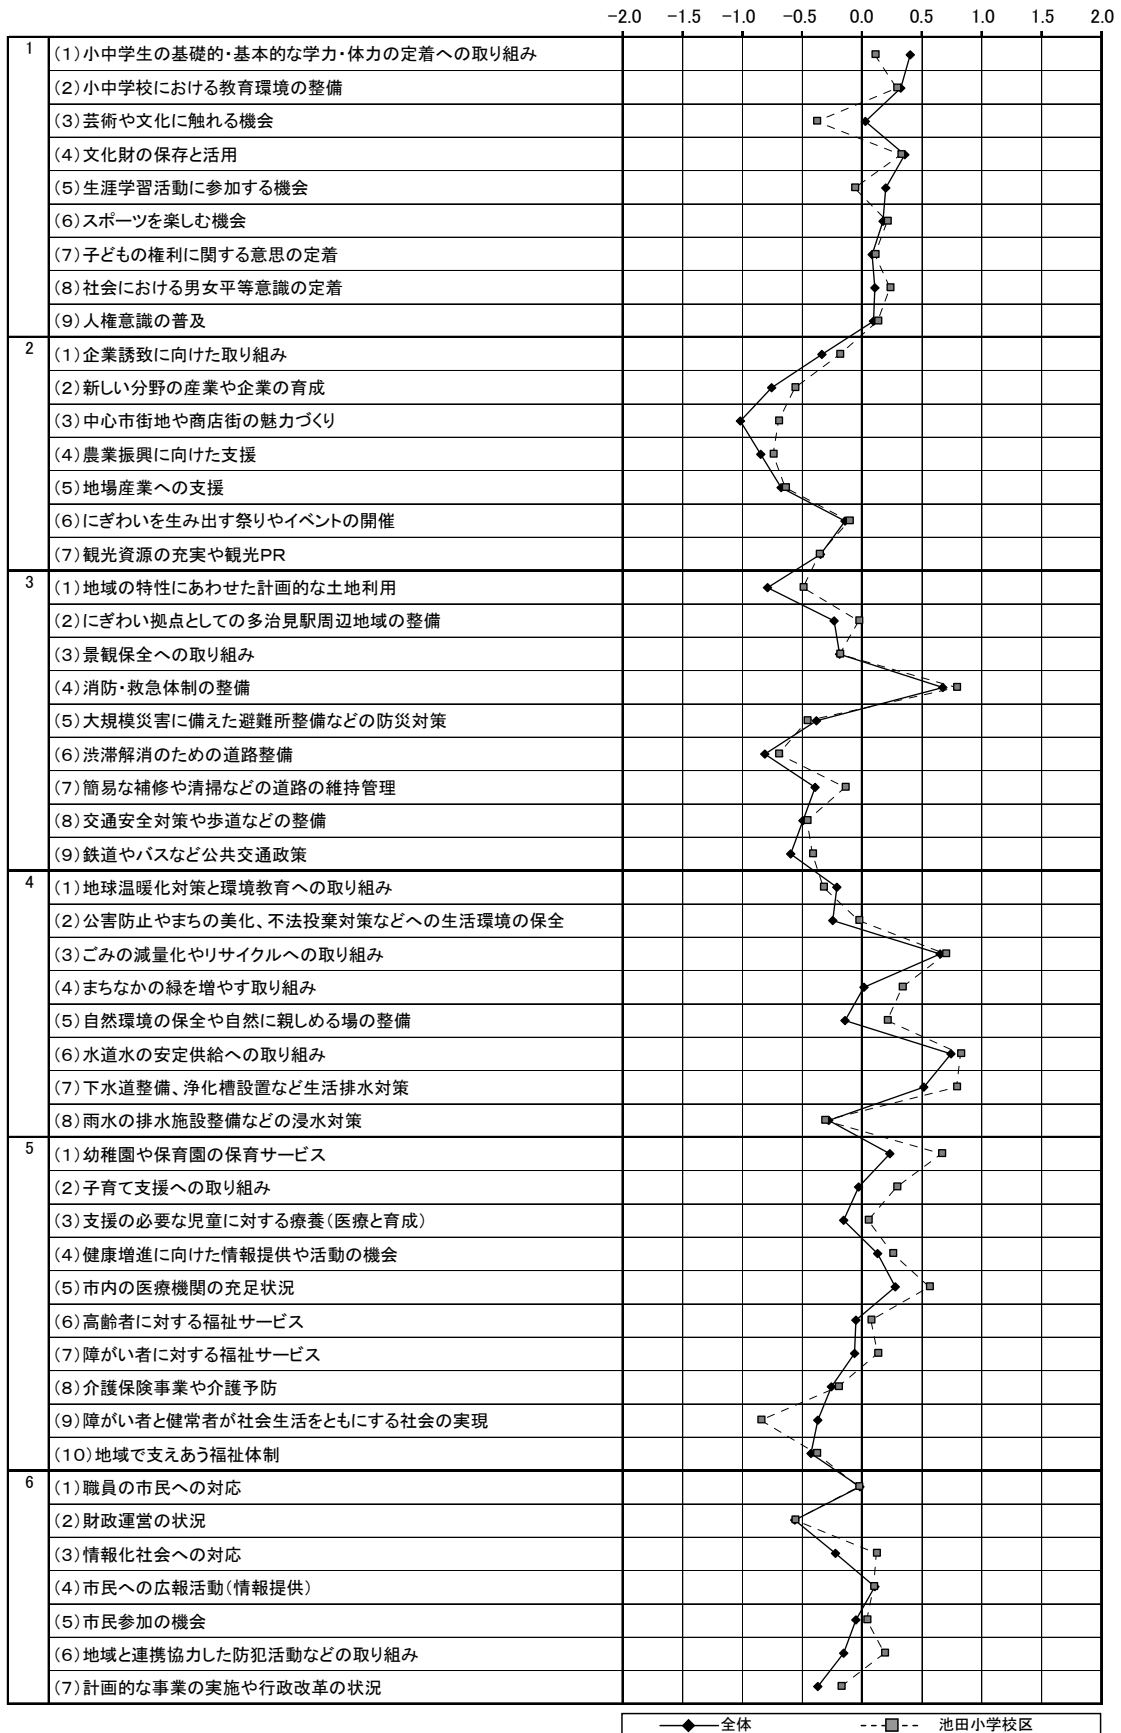 -2.0 -1.5 -1.0 -0.5 0.0 0.5 1.0 1.5 2.0
1 (1)小中学生の基礎的・基本的な学力・体力の定着への取り組み
(2)小中学校における教育環境の整備
(3)芸術や文化に触れる機会
(4)文化財の保存と活用
(5)生涯学習活動に参加する機会
(6)スポーツを楽しむ機会
(7)子どもの権利に関する意思の定着
(8)社会における男女平等意識の定着
(9)人権意識の普及
2 (1)企業誘致に向けた取り組み
(2)新しい分野の産業や企業の育成
(3)中心市街地や商店街の魅力づくり
(4)農業振興に向けた支援
(5)地場産業への支援
(6)にぎわいを生み出す祭りやイベントの開催
(7)観光資源の充実や観光PR
3 (1)地域の特性にあわせた計画的な土地利用
(2)にぎわい拠点としての多治見駅周辺地域の整備
(3)景観保全への取り組み
(4)消防・救急体制の整備
(5)大規模災害に備えた避難所整備などの防災対策
(6)渋滞解消のための道路整備
(7)簡易な補修や清掃などの道路の維持管理
(8)交通安全対策や歩道などの整備
(9)鉄道やバスなど公共交通政策
4 (1)地球温暖化対策と環境教育への取り組み
(2)公害防止やまちの美化、不法投棄対策などへの生活環境の保全
(3)ごみの減量化やリサイクルへの取り組み
(4)まちなかの緑を増やす取り組み
(5)自然環境の保全や自然に親しめる場の整備
(6)水道水の安定供給への取り組み
(7)下水道整備、浄化槽設置など生活排水対策
(8)雨水の排水施設整備などの浸水対策
5 (1)幼稚園や保育園の保育サービス
(2)子育て支援への取り組み
(3)支援の必要な児童に対する療養(医療と育成)
(4)健康増進に向けた情報提供や活動の機会
(5)市内の医療機関の充足状況
(6)高齢者に対する福祉サービス
(7)障がい者に対する福祉サービス
(8)介護保険事業や介護予防
(9)障がい者と健常者が社会生活をともにする社会の実現
(10)地域で支えあう福祉体制
6 (1)職員の市民への対応
(2)財政運営の状況
(3)情報化社会への対応
(4)市民への広報活動(情報提供)
(5)市民参加の機会
(6)地域と連携協力した防犯活動などの取り組み
(7)計画的な事業の実施や行政改革の状況
全体 池田小学校区